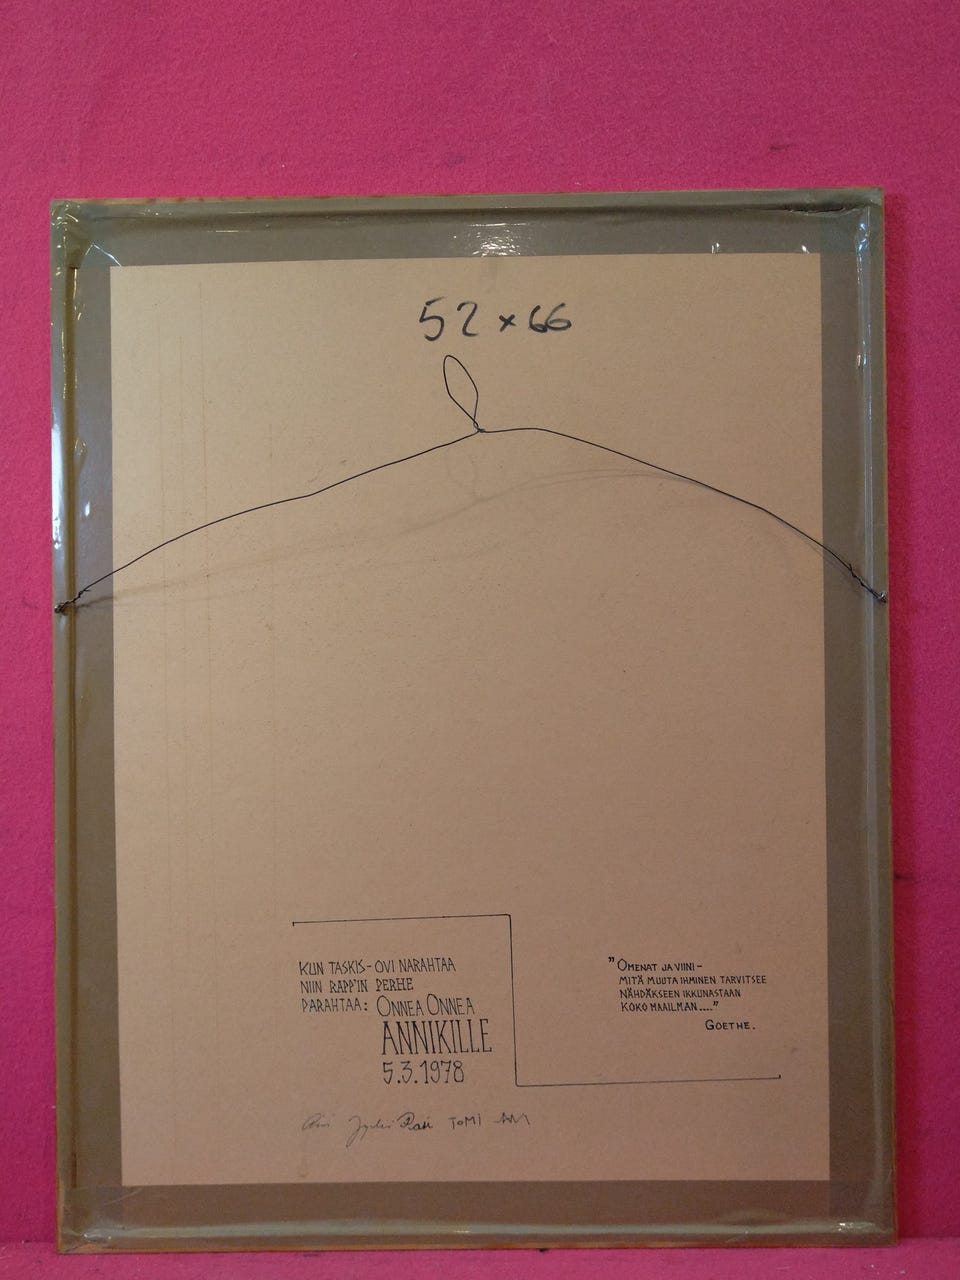 52 x 66
KUN TASKIS-OVI NARAHTAA
NIIN RAPP'IN PERHE
PARAHTAA: ONNEA ONNEA
ANNIKILLE
5.3.1978
TOMI
"OMENAT JA VIINI-
MITÄ MUUTA IHMINEN TARVITSEE
NÄHDÄKSEEN IKKUNASTAAN
KOKO MAAILMAN...."
GOETHE.